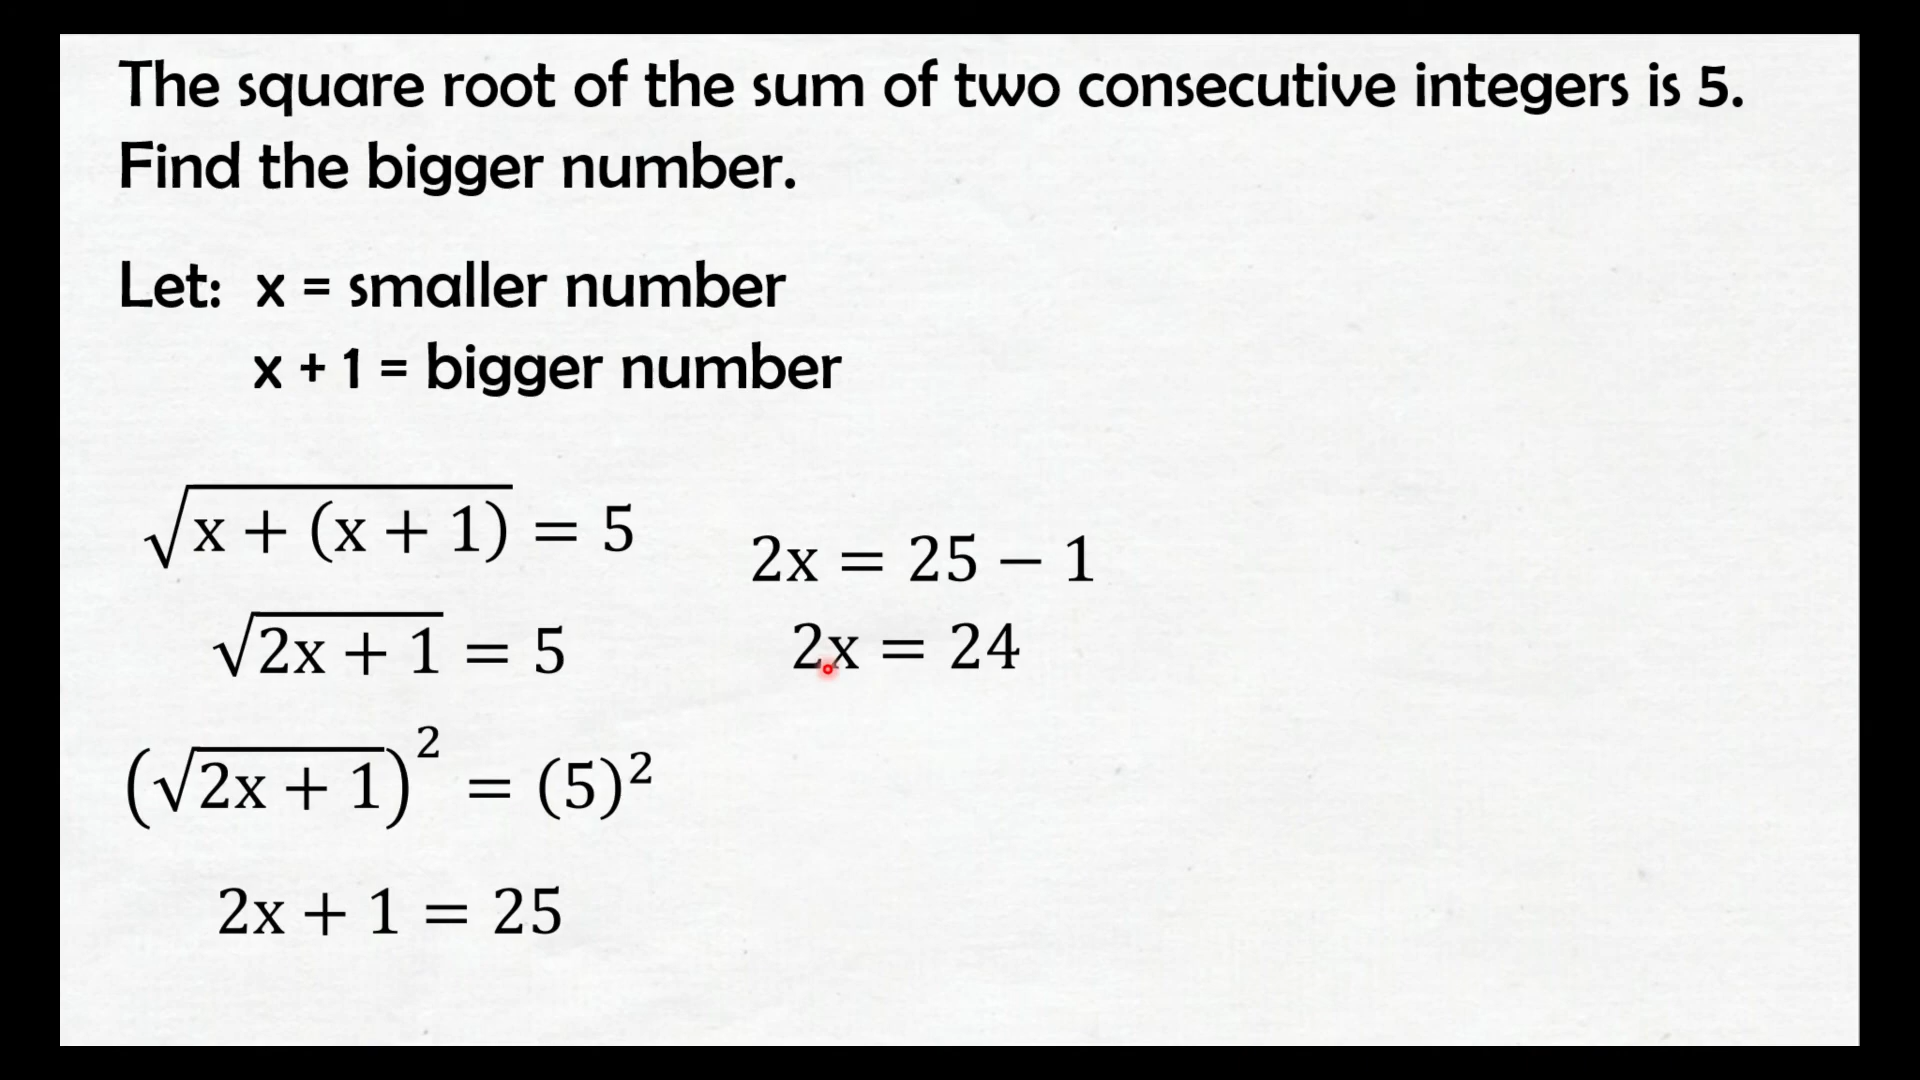 The square root of the sum of two consecutive integers is 5.
Find the bigger number.
Let: x = smaller number
x + 1 = bigger number
√(x + (x + 1)) = 5
√(2x + 1) = 5
(√(2x + 1))² = (5)²
2x + 1 = 25
2x = 25 − 1
2x = 24